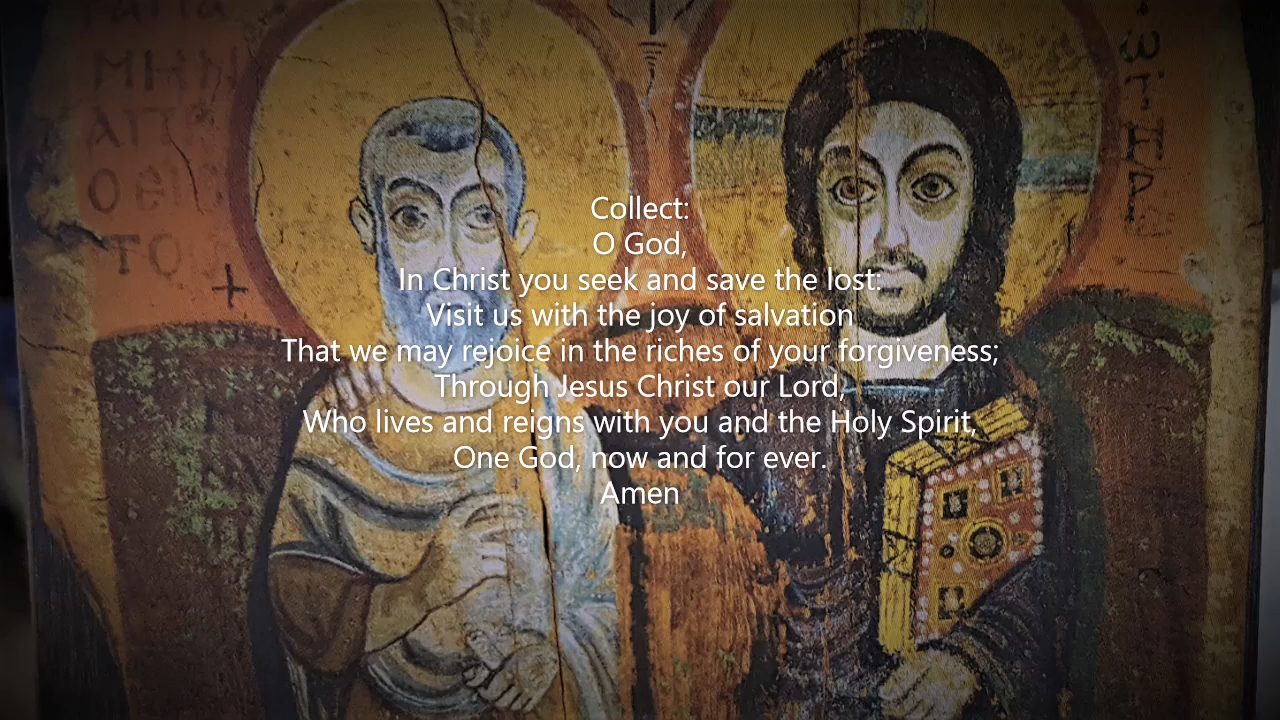 Collect:
O God,
In Christ you seek and save the lost:
Visit us with the joy of salvation
That we may rejoice in the riches of your forgiveness;
Through Jesus Christ our Lord,
Who lives and reigns with you and the Holy Spirit,
One God, now and for ever.
Amen